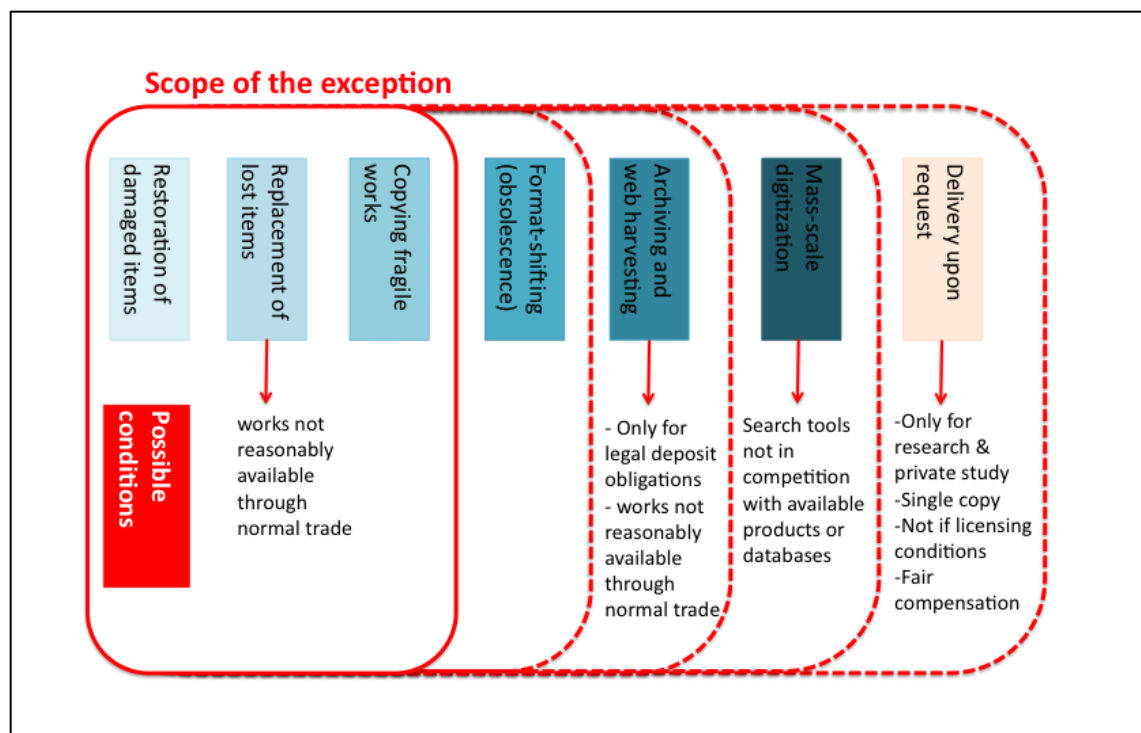 Scope of the exception
Restoration of
damaged items
Replacement of
lost items
Copying fragile
works
Format-shifting
(obsolescence)
Archiving and
web harvesting
Mass-scale
digitization
Delivery upon
request
Possible
conditions
works not
reasonably
available
through
normal trade
- Only for
legal deposit
obligations
- works not
reasonably
available
through
normal trade
Search tools
not in
competition
with available
products or
databases
-Only for
research &
private study
-Single copy
-Not if licensing
conditions
-Fair
compensation